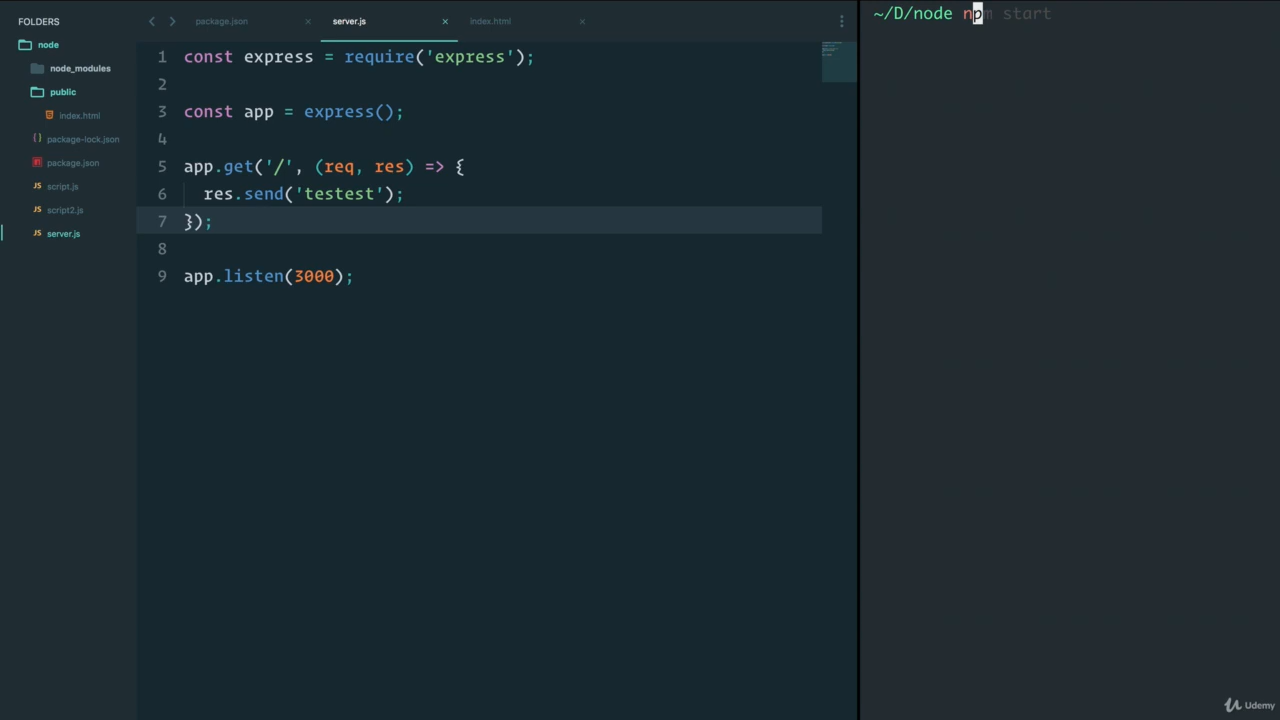 FOLDERS
node
node_modules
public
index.html
package-lock.json
package.json
script.js
script2.js
server.js
package.json
server.js
index.html
1 const express = require('express');
2
3 const app = express();
4
5 app.get('/', (req, res) => {
6 res.send('testest');
7 });
8
9 app.listen(3000);
~/D/node npm start
Udemy